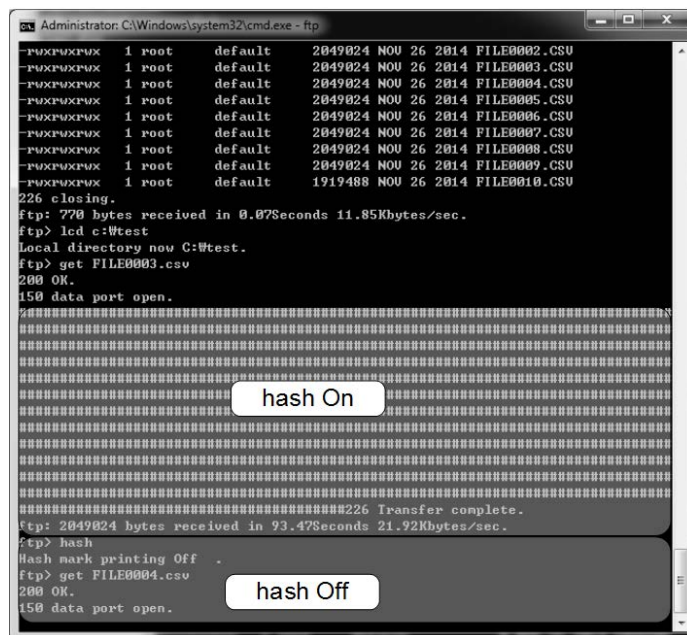 Administrator: C:\Windows\system32\cmd.exe - ftp
-rwxrwxrwx   1 root     default     2049024 NOV 26 2014 FILE0002.CSV
-rwxrwxrwx   1 root     default     2049024 NOV 26 2014 FILE0003.CSV
-rwxrwxrwx   1 root     default     2049024 NOV 26 2014 FILE0004.CSV
-rwxrwxrwx   1 root     default     2049024 NOV 26 2014 FILE0005.CSV
-rwxrwxrwx   1 root     default     2049024 NOV 26 2014 FILE0006.CSV
-rwxrwxrwx   1 root     default     2049024 NOV 26 2014 FILE0007.CSV
-rwxrwxrwx   1 root     default     2049024 NOV 26 2014 FILE0008.CSV
-rwxrwxrwx   1 root     default     2049024 NOV 26 2014 FILE0009.CSV
-rwxrwxrwx   1 root     default     1919488 NOV 26 2014 FILE0010.CSV
226 closing.
ftp: 770 bytes received in 0.07Seconds 11.85Kbytes/sec.
ftp> lcd c:₩test
Local directory now C:₩test.
ftp> get FILE0003.csv
200 OK.
150 data port open.
################################################################################
################################################################################
################################################################################
################################################################################
################################################################################
################################################################################
hash On
################################################################################
################################################################################
################################################################################
################################################################################
################################################################################
################################################################################
########################################226 Transfer complete.
ftp: 2049024 bytes received in 93.47Seconds 21.92Kbytes/sec.
ftp> hash
Hash mark printing Off  .
ftp> get FILE0004.csv
200 OK.
hash Off
150 data port open.